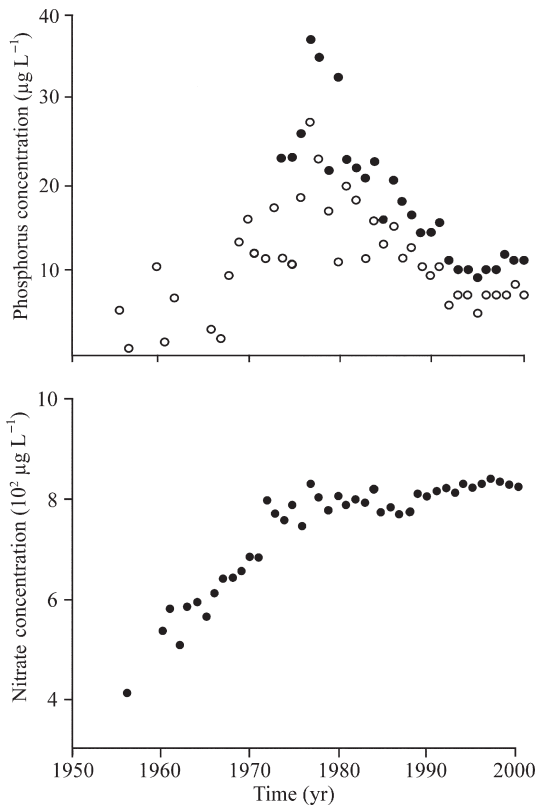 40
30
20
10
Phosphorus concentration (μg L⁻¹)
10
8
6
4
Nitrate concentration (10² μg L⁻¹)
1950 1960 1970 1980 1990 2000
Time (yr)